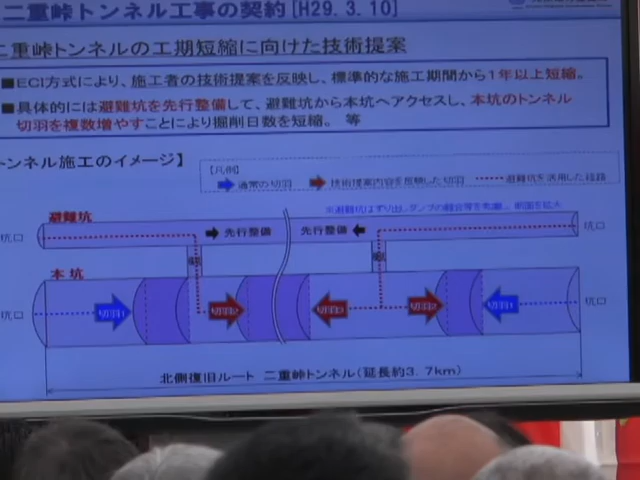 二重峠トンネル工事の契約[H29.3.10]
二重峠トンネルの工期短縮に向けた技術提案
■ECI方式により、施工者の技術提案を反映し、標準的な施工期間から1年以上短縮。
■具体的には避難坑を先行整備して、避難坑から本坑へアクセスし、本坑のトンネル
切羽を複数増やすことにより掘削日数を短縮。 等
トンネル施工のイメージ】
【凡例】
通常の切羽 技術提案内容を反映した切羽 避難坑を活用した経路
避難坑
坑口 先行整備 先行整備 坑口
本坑
坑口 切羽1 切羽2 切羽3 切羽2 切羽1 坑口
北側復旧ルート 二重峠トンネル(延長約3.7km)